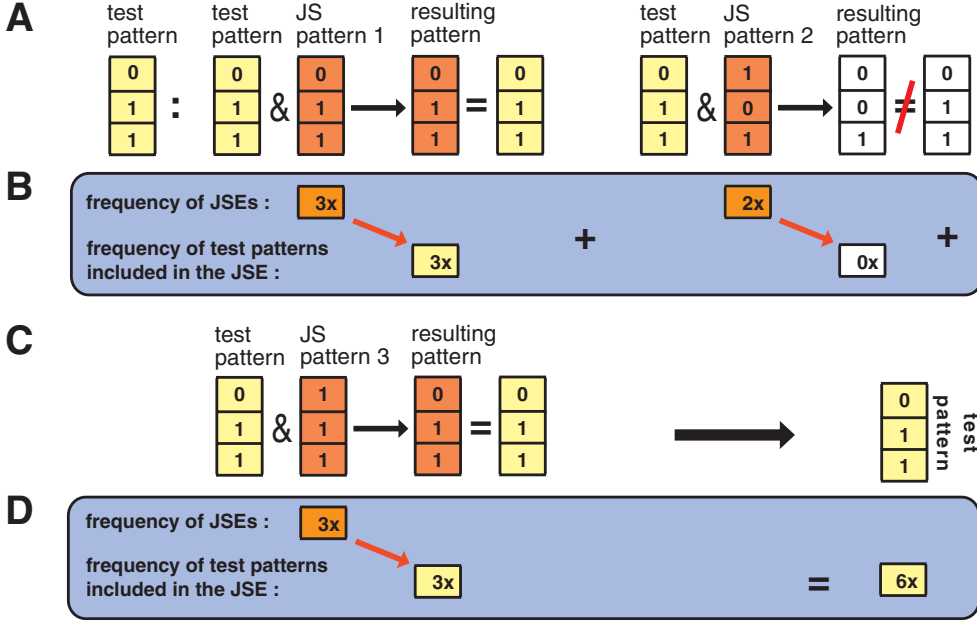 A
test pattern
test pattern
JS pattern 1
resulting pattern
test pattern
JS pattern 2
resulting pattern
0 0 0 0 0 0 1 0 0
1 : 1 & 1 1 = 1 1 & 0 0 = 1
1 1 1 1 1 1 1 1 1
B
frequency of JSEs : 3x 2x
+ +
frequency of test patterns
included in the JSE : 3x 0x
C
test pattern
JS pattern 3
resulting pattern
0 1 0 0 0
1 & 1 1 = 1 1
1 1 1 1 1
test pattern
D
frequency of JSEs : 3x
frequency of test patterns
included in the JSE : 3x = 6x